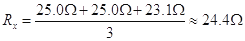 Rₓ = (25.0Ω + 25.0Ω + 23.1Ω) / 3 ≈ 24.4Ω